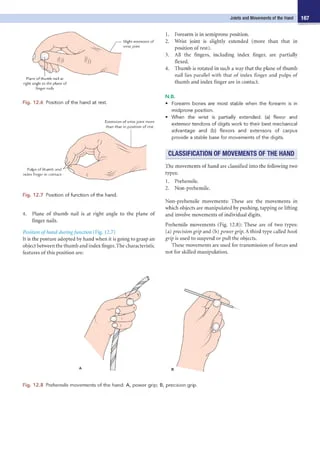 Joints and Movements of the Hand 167
Slight extension of
wrist joint
Plane of thumb nail at
right angle to the plane of
finger nails
Fig. 12.6 Position of the hand at rest.
Extension of wrist joint more
than that in position of rest
Pulps of thumb and
index finger in contact
Fig. 12.7 Position of function of the hand.
4. Plane of thumb nail is at right angle to the plane of
finger nails.
Position of hand during function (Fig. 12.7)
It is the posture adopted by hand when it is going to grasp an
object between the thumb and index finger. The characteristic
features of this position are:
1. Forearm is in semiprone position.
2. Wrist joint is slightly extended (more than that in
position of rest).
3. All the fingers, including index finger, are partially
flexed.
4. Thumb is rotated in such a way that the plane of thumb
nail lies parallel with that of index finger and pulps of
thumb and index finger are in contact.
N.B.
• Forearm bones are most stable when the forearm is in
midprone position.
• When the wrist is partially extended: (a) flexor and
extensor tendons of digits work to their best mechanical
advantage and (b) flexors and extensors of carpus
provide a stable base for movements of the digits.
CLASSIFICATION OF MOVEMENTS OF THE HAND
The movements of hand are classified into the following two
types:
1. Prehensile.
2. Non-prehensile.
Non-prehensile movements: These are the movements in
which objects are manipulated by pushing, tapping or lifting
and involve movements of individual digits.
Prehensile movements (Fig. 12.8): These are of two types:
(a) precision grip and (b) power grip. A third type called hook
grip is used to suspend or pull the objects.
These movements are used for transmission of forces and
not for skilled manipulation.
A
B
Fig. 12.8 Prehensile movements of the hand: A, power grip; B, precision grip.